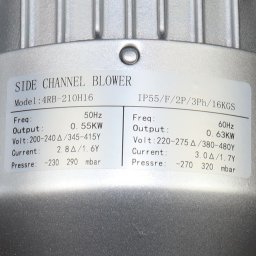 SIDE CHANNEL BLOWER
Model:4RB-210H16 IP55/F/2P/3Ph/16KGS
Freq: 50Hz
Output: 0.55KW
Volt:200-240△/345-415Y
Current: 2.8△/1.6Y
Pressre: -230 290 mbar
Freq: 60Hz
Output: 0.63KW
Volt:220-275△/380-480Y
Current: 3.0△/1.7Y
Pressre: -270 320 mbar